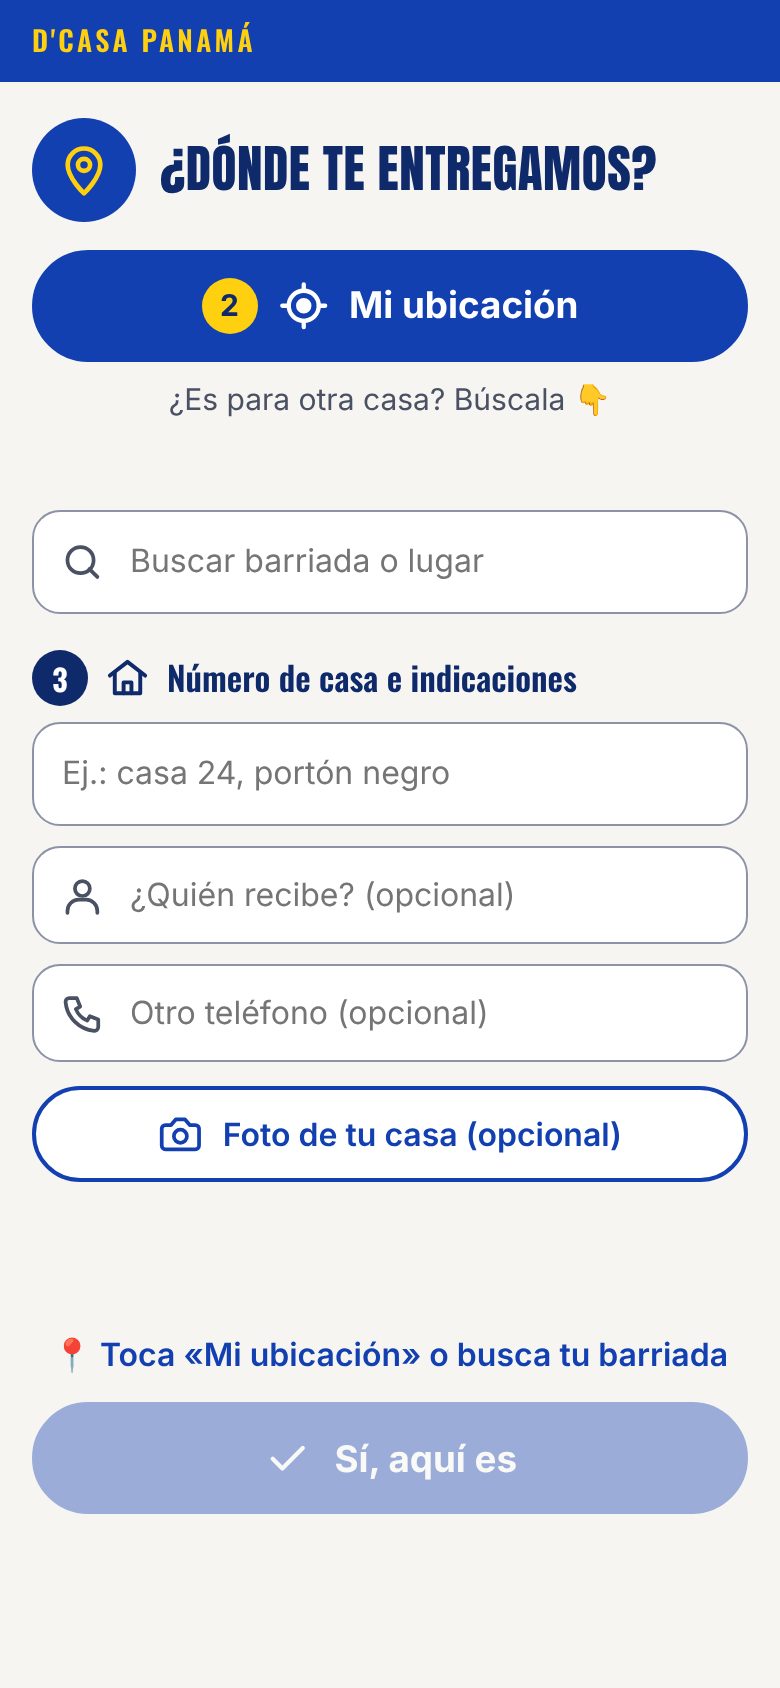 D'CASA PANAMÁ
¿DÓNDE TE ENTREGAMOS?
2 Mi ubicación
¿Es para otra casa? Búscala 👇
Buscar barriada o lugar
3 Número de casa e indicaciones
Ej.: casa 24, portón negro
¿Quién recibe? (opcional)
Otro teléfono (opcional)
Foto de tu casa (opcional)
📍 Toca «Mi ubicación» o busca tu barriada
Sí, aquí es